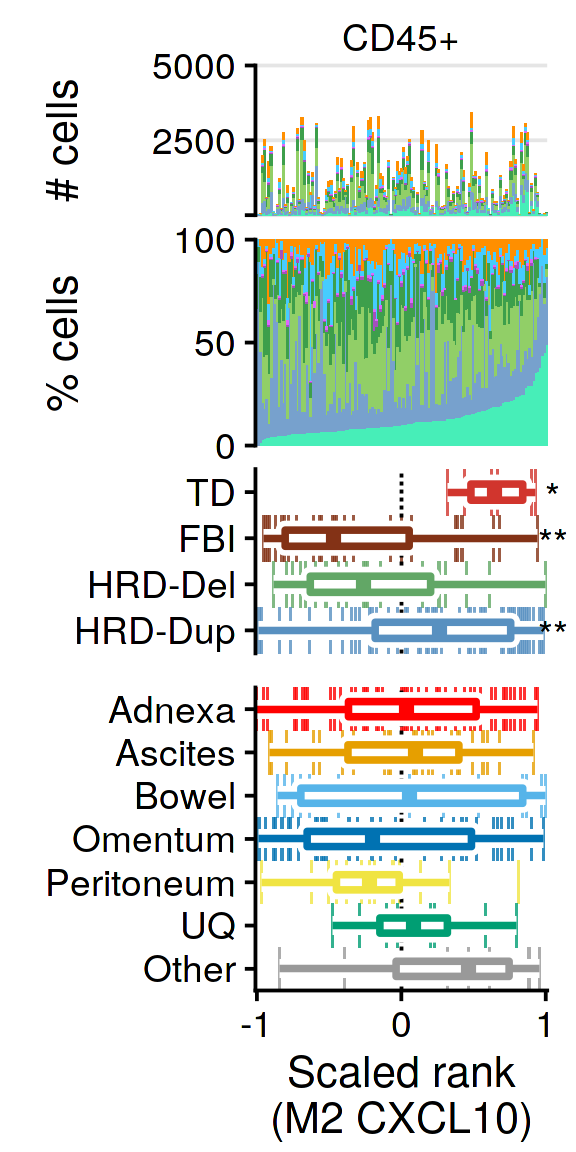 CD45+
# cells
5000
2500
% cells
100
50
0
TD *
FBI **
HRD-Del
HRD-Dup **
Adnexa
Ascites
Bowel
Omentum
Peritoneum
UQ
Other
-1 0 1
Scaled rank
(M2 CXCL10)